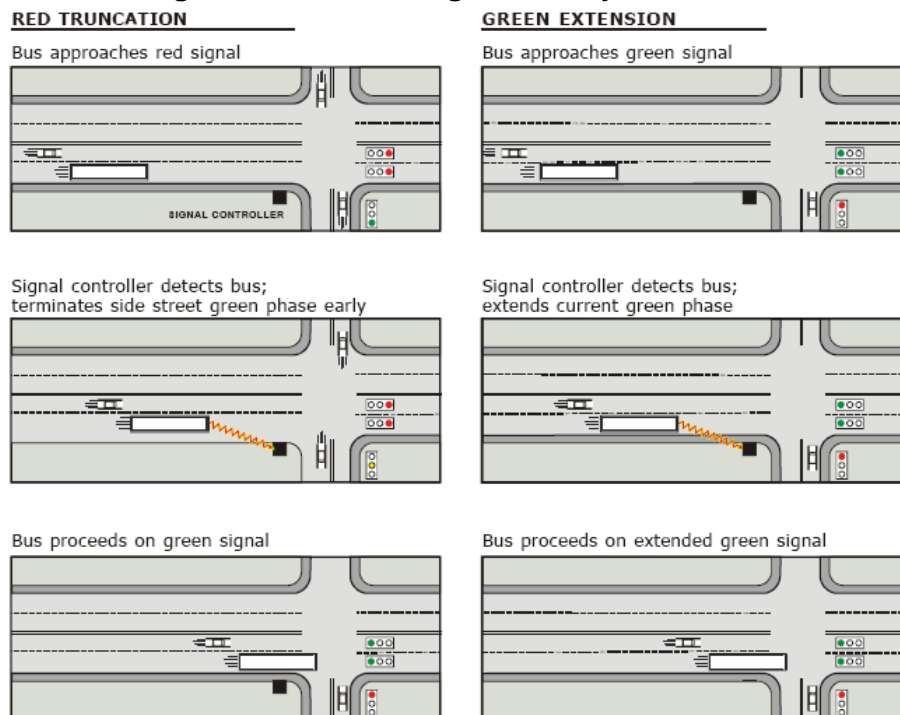 RED TRUNCATION
Bus approaches red signal
SIGNAL CONTROLLER
Signal controller detects bus;
terminates side street green phase early
Bus proceeds on green signal
GREEN EXTENSION
Bus approaches green signal
Signal controller detects bus;
extends current green phase
Bus proceeds on extended green signal